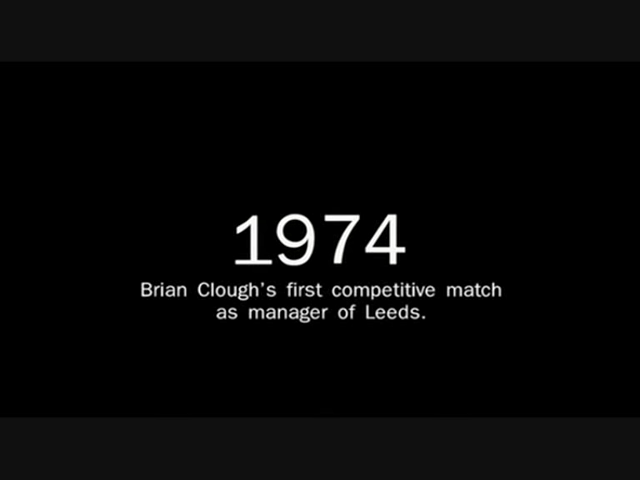 1974
Brian Clough's first competitive match
as manager of Leeds.